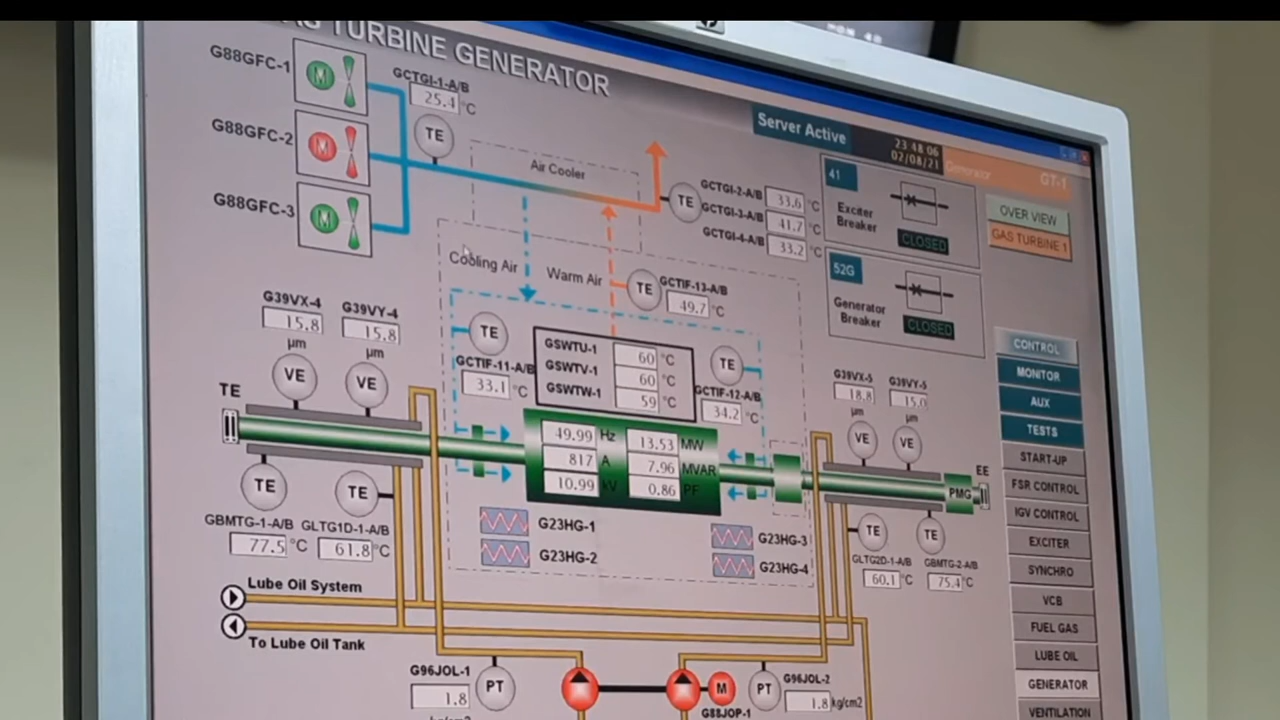 GAS TURBINE GENERATOR
G88GFC-1
M
GCTGI-1-A/B
25.4 °C
TE
G88GFC-2
M
G88GFC-3
M
Air Cooler
Server Active
23 48 06
02/08/21
Generator
GT-1
TE
GCTGI-2-A/B 33.6 °C
GCTGI-3-A/B 41.7 °C
GCTGI-4-A/B 33.2 °C
41
Exciter
Breaker
CLOSED
OVER VIEW
GAS TURBINE 1
52G
Generator
Breaker
CLOSED
Cooling Air
Warm Air
TE
GCTIF-13-A/B
49.7 °C
G39VX-4
15.8
µm
VE
G39VY-4
15.8
µm
VE
TE
GCTIF-11-A/B
33.1 °C
GSWTU-1 60 °C
GSWTV-1 60 °C
GSWTW-1 59 °C
TE
GCTIF-12-A/B
34.2 °C
G39VX-5
18.8
µm
VE
G39VY-5
15.0
µm
VE
TE
49.99 Hz 13.53 MW
817 A 7.96 MVAR
10.99 kV 0.86 PF
PMG
EE
TE
GBMTG-1-A/B
77.5 °C
TE
GLTG1D-1-A/B
61.8 °C
G23HG-1
G23HG-2
G23HG-3
G23HG-4
TE
GLTG2D-1-A/B
60.1 °C
TE
GBMTG-2-A/B
75.4 °C
Lube Oil System
To Lube Oil Tank
G96JOL-1
1.8
kg/cm2
PT
M
G88JOP-1
PT
G96JOL-2
1.8 kg/cm2
CONTROL
MONITOR
AUX
TESTS
START-UP
FSR CONTROL
IGV CONTROL
EXCITER
SYNCHRO
VCB
FUEL GAS
LUBE OIL
GENERATOR
VENTILATION
hp